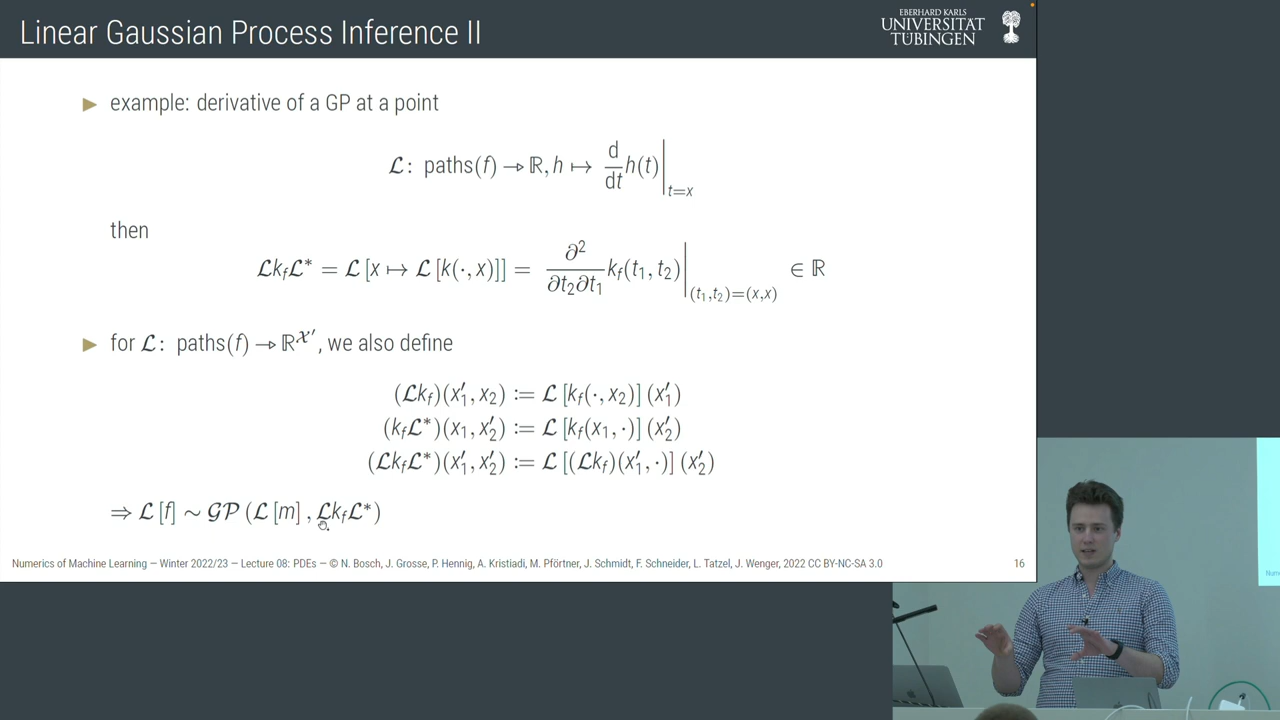 Linear Gaussian Process Inference II
EBERHARD KARLS
UNIVERSITÄT
TÜBINGEN
▶ example: derivative of a GP at a point
𝓛: paths(f) → ℝ, h ↦ d/dt h(t)|_{t=x}
then
𝓛k_f𝓛* = 𝓛 [x ↦ 𝓛 [k(·, x)]] = ∂²/∂t₂∂t₁ k_f(t₁, t₂)|_{(t₁,t₂)=(x,x)} ∈ ℝ
▶ for 𝓛: paths(f) → ℝ^{𝒳′}, we also define
(𝓛k_f)(x′₁, x₂) := 𝓛 [k_f(·, x₂)] (x′₁)
(k_f𝓛*)(x₁, x′₂) := 𝓛 [k_f(x₁, ·)] (x′₂)
(𝓛k_f𝓛*)(x′₁, x′₂) := 𝓛 [(𝓛k_f)(x′₁, ·)] (x′₂)
⇒ 𝓛 [f] ∼ 𝒢𝒫 (𝓛 [m] , 𝓛k_f𝓛*)
Numerics of Machine Learning — Winter 2022/23 — Lecture 08: PDEs — © N. Bosch, J. Grosse, P. Hennig, A. Kristiadi, M. Pförtner, J. Schmidt, F. Schneider, L. Tatzel, J. Wenger, 2022 CC BY-NC-SA 3.0
16